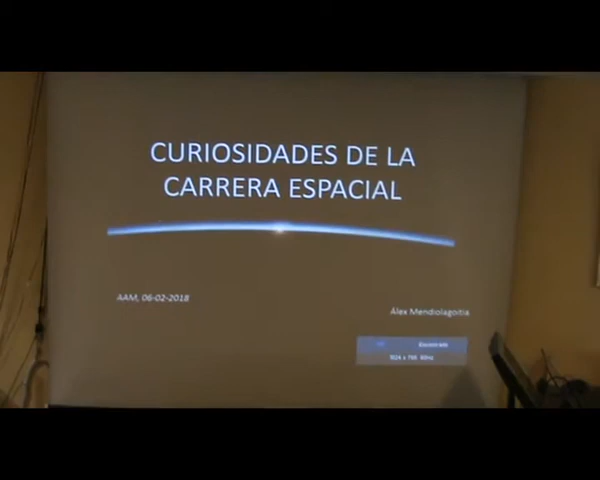 CURIOSIDADES DE LA
CARRERA ESPACIAL
AAM, 06-02-2018
Álex Mendiolagoitia
1024 x 768 60Hz